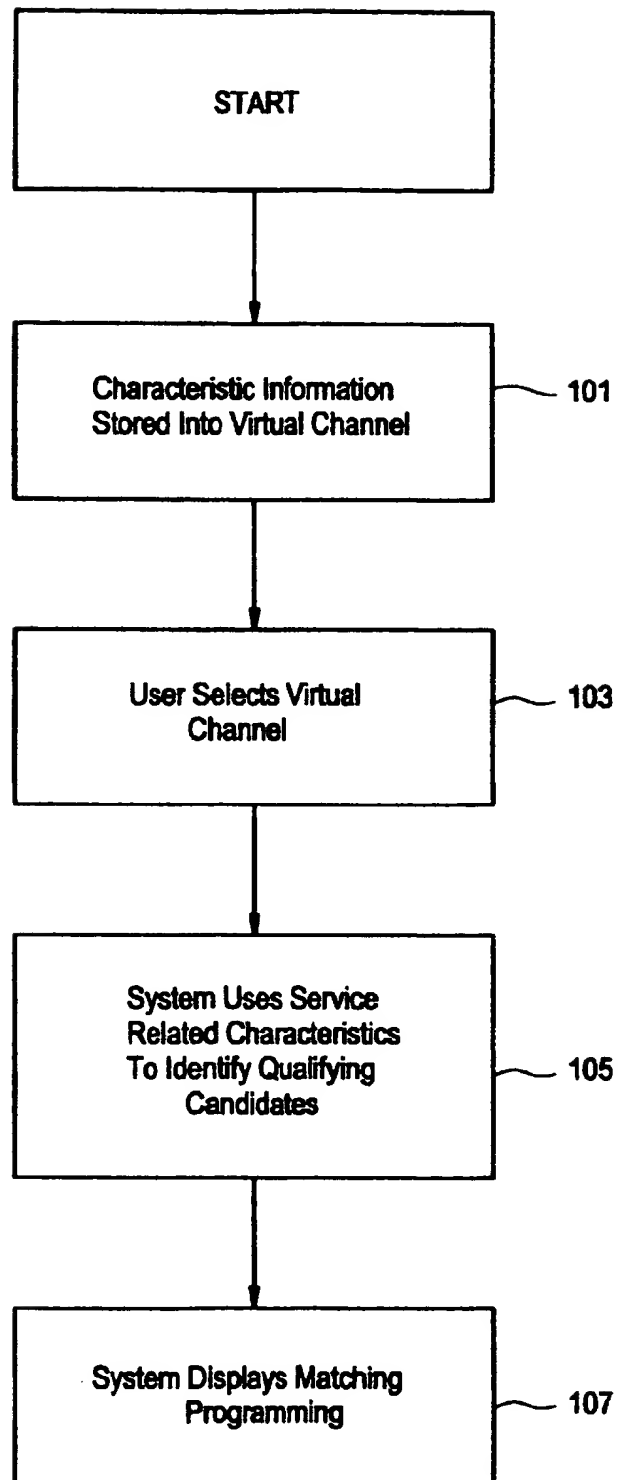 START
Characteristic Information
Stored Into Virtual Channel
101
User Selects Virtual
Channel
103
System Uses Service
Related Characteristics
To Identify Qualifying
Candidates
105
System Displays Matching
Programming
107